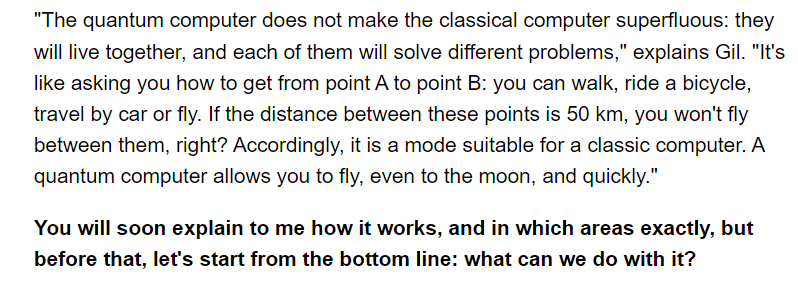 "The quantum computer does not make the classical computer superfluous: they
will live together, and each of them will solve different problems," explains Gil. "It's
like asking you how to get from point A to point B: you can walk, ride a bicycle,
travel by car or fly. If the distance between these points is 50 km, you won't fly
between them, right? Accordingly, it is a mode suitable for a classic computer. A
quantum computer allows you to fly, even to the moon, and quickly."
You will soon explain to me how it works, and in which areas exactly, but
before that, let's start from the bottom line: what can we do with it?